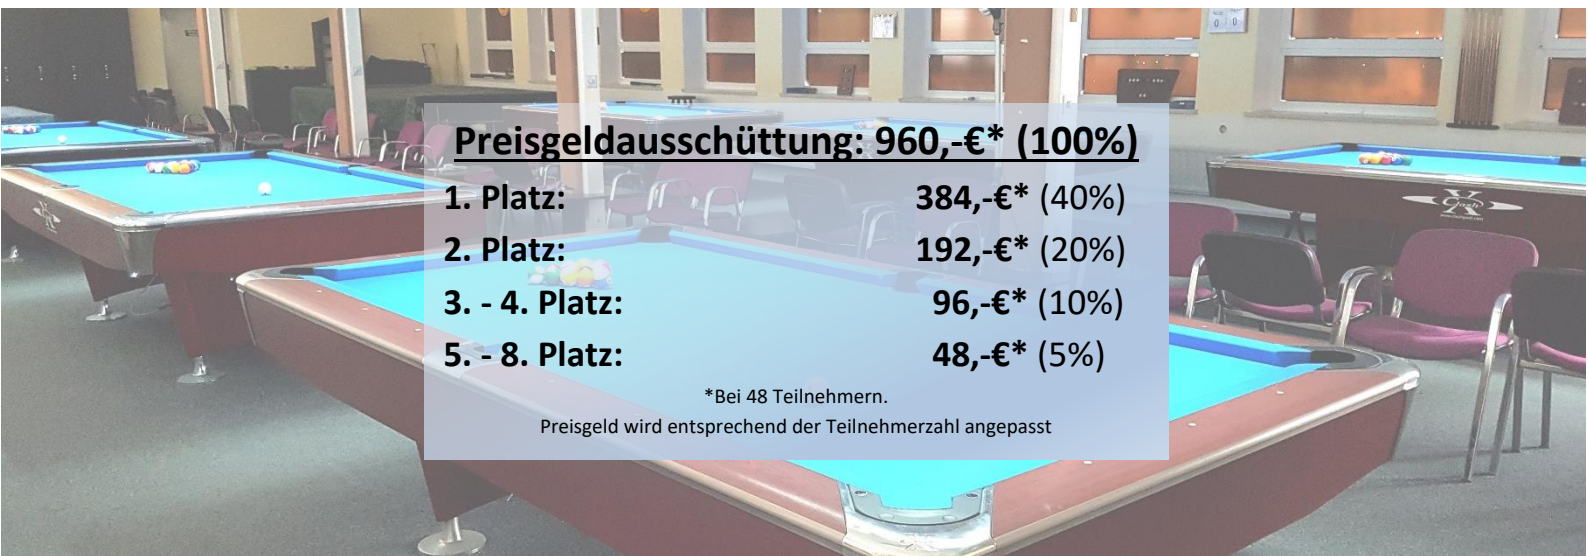 Preisgeldausschüttung: 960,-€* (100%)
1. Platz: 384,-€* (40%)
2. Platz: 192,-€* (20%)
3. - 4. Platz: 96,-€* (10%)
5. - 8. Platz: 48,-€* (5%)
*Bei 48 Teilnehmern.
Preisgeld wird entsprechend der Teilnehmerzahl angepasst